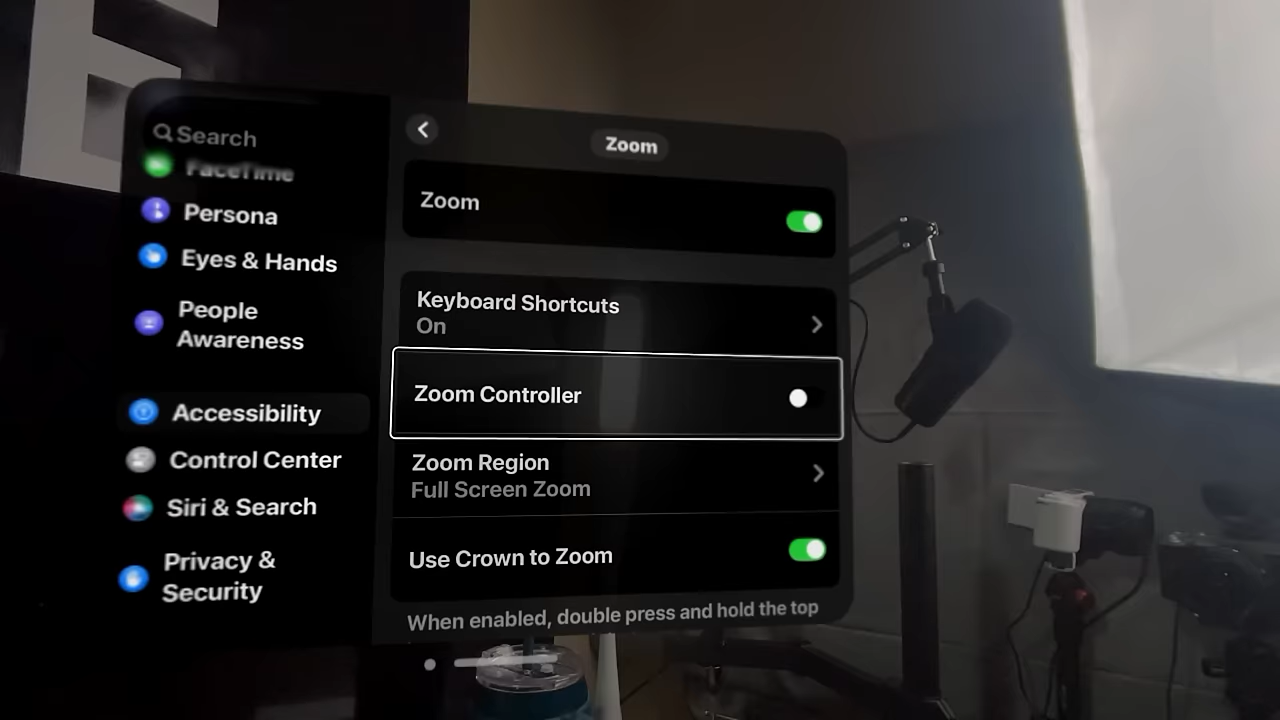 Search
FaceTime
Persona
Eyes & Hands
People
Awareness
Accessibility
Control Center
Siri & Search
Privacy &
Security
Zoom
Zoom
Keyboard Shortcuts
On
Zoom Controller
Zoom Region
Full Screen Zoom
Use Crown to Zoom
When enabled, double press and hold the top